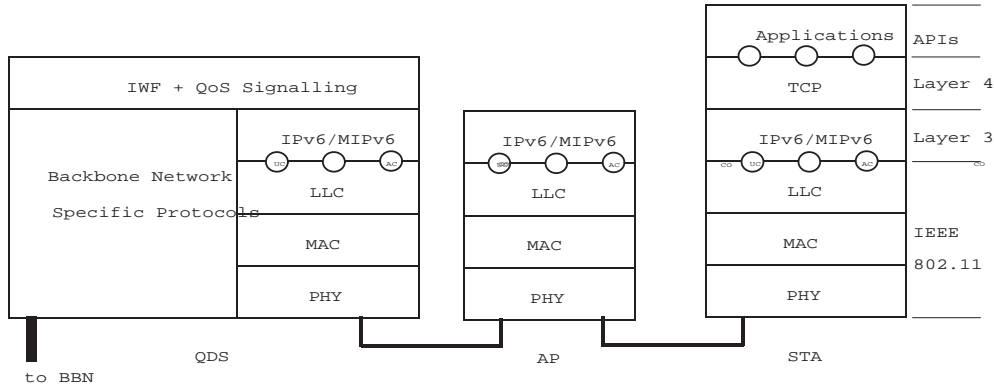 Applications
APIs
IWF + QoS Signalling
TCP
Layer 4
IPv6/MIPv6
IPv6/MIPv6
IPv6/MIPv6
Layer 3
UC
AC
AC
CO
UC
AC
CO
Backbone Network
Specific Protocols
LLC
LLC
LLC
MAC
MAC
MAC
IEEE
802.11
PHY
PHY
PHY
QDS
AP
STA
to BBN